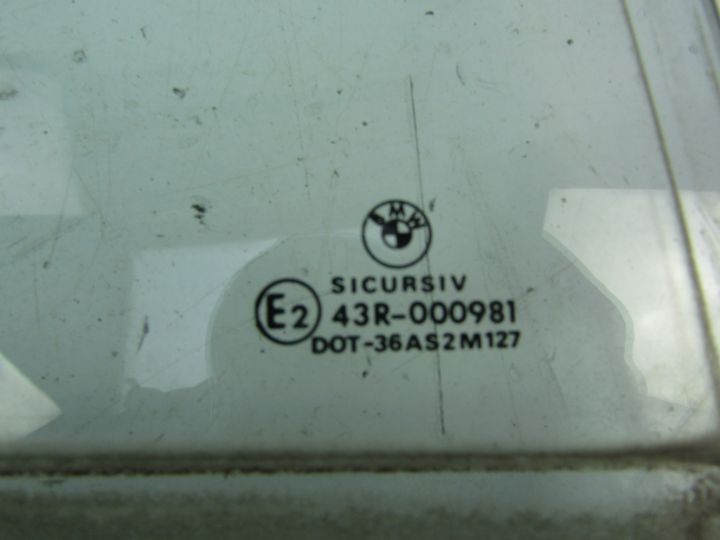 BMW
SICURSIV
E2 43R-000981
DOT-36AS2M127